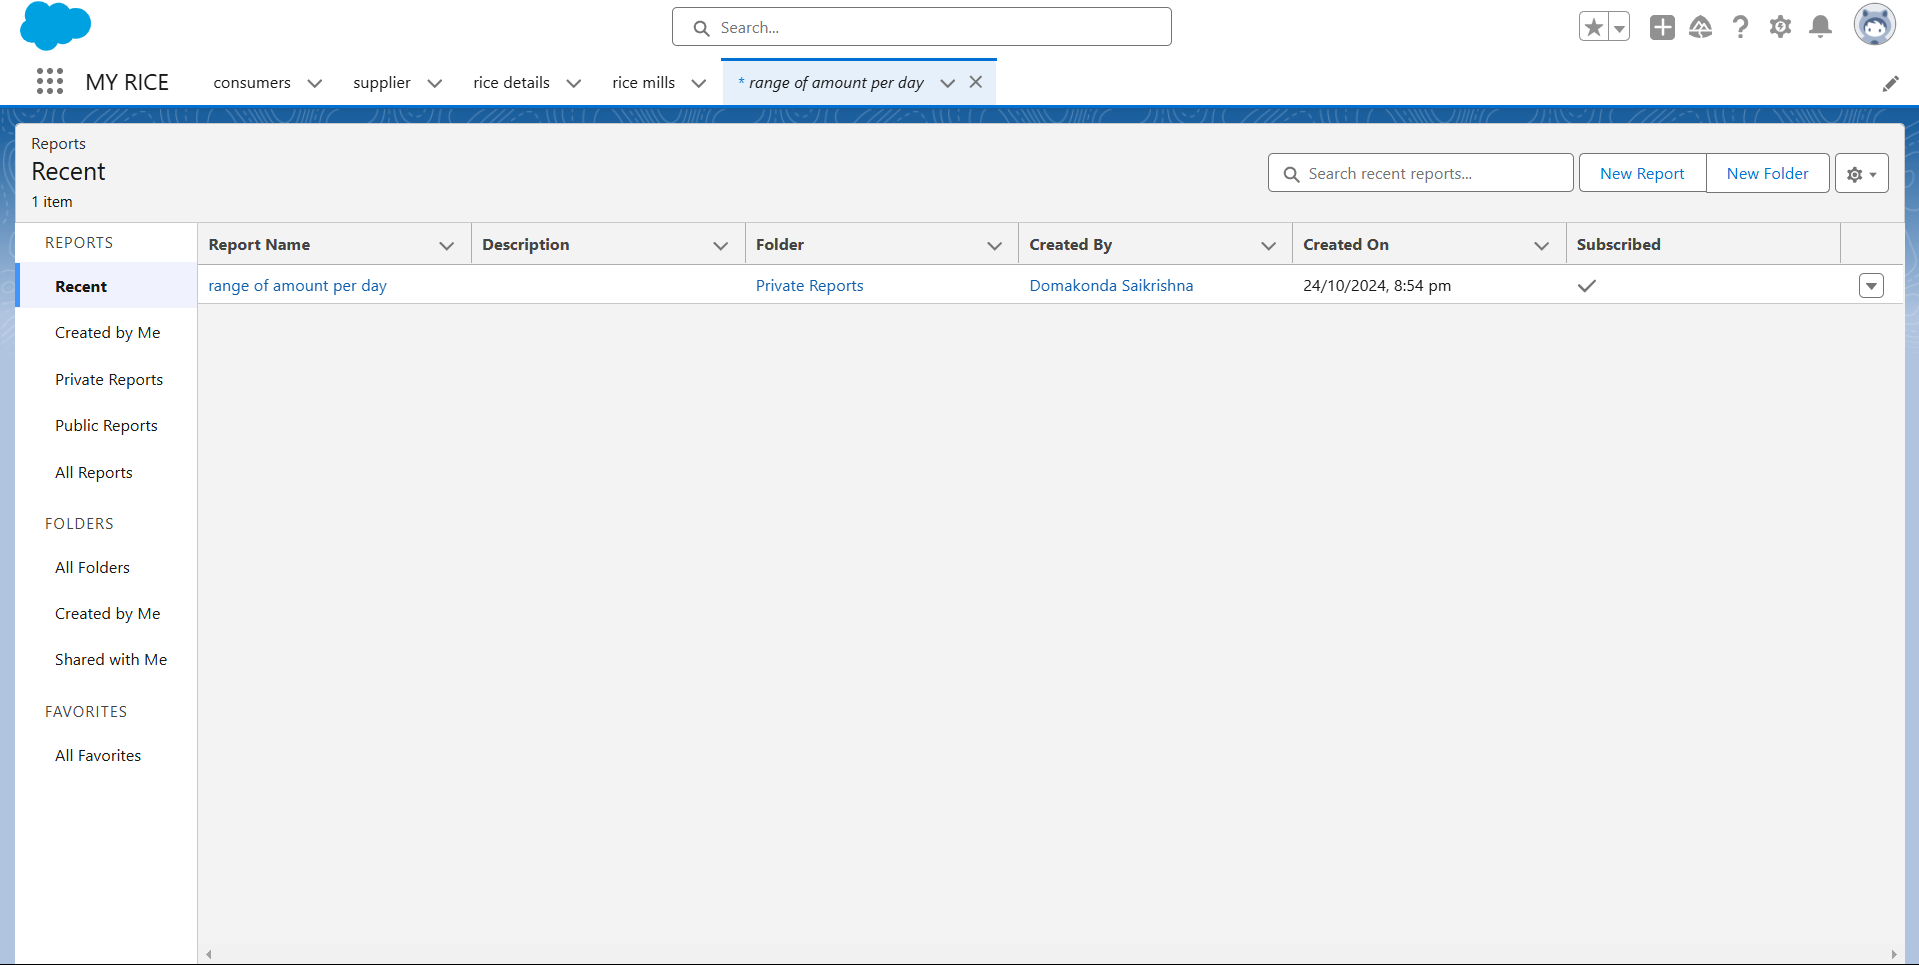 Search...
MY RICE
consumers
supplier
rice details
rice mills
* range of amount per day
Reports
Recent
1 item
Search recent reports...
New Report
New Folder
REPORTS
Recent
Created by Me
Private Reports
Public Reports
All Reports
FOLDERS
All Folders
Created by Me
Shared with Me
FAVORITES
All Favorites
Report Name
Description
Folder
Created By
Created On
Subscribed
range of amount per day
Private Reports
Domakonda Saikrishna
24/10/2024, 8:54 pm